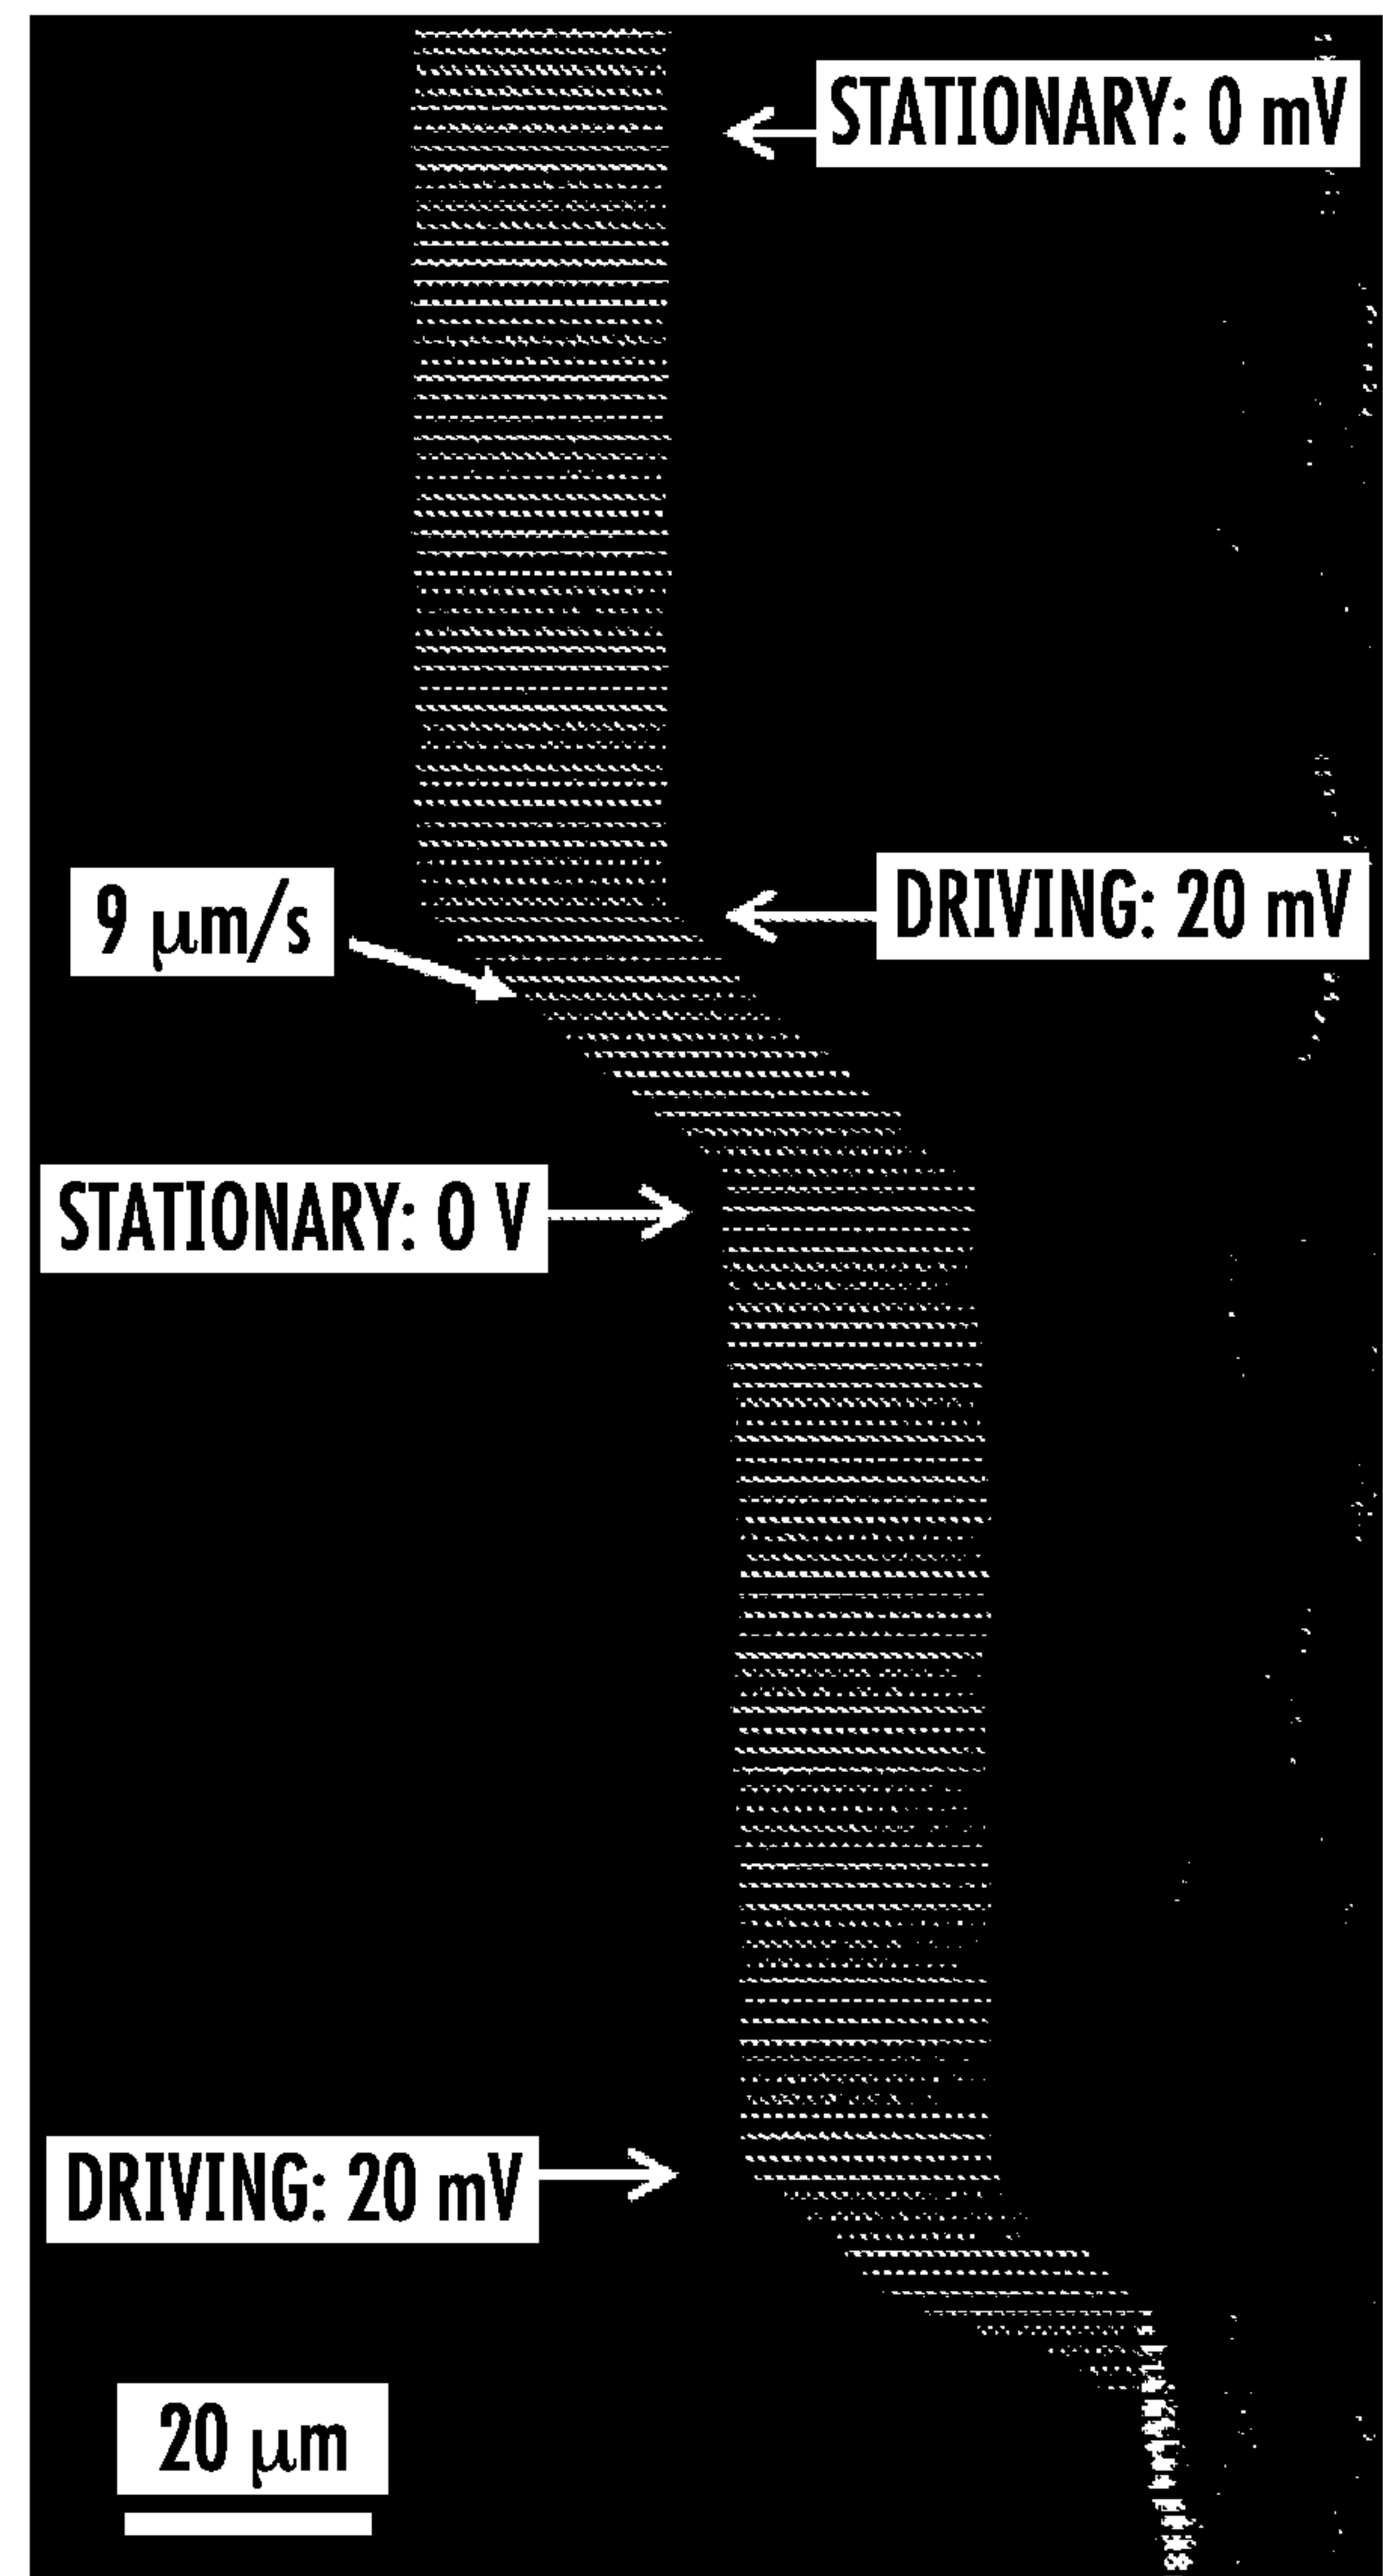 STATIONARY: 0 mV
DRIVING: 20 mV
9 μm/s
STATIONARY: 0 V
DRIVING: 20 mV
20 μm